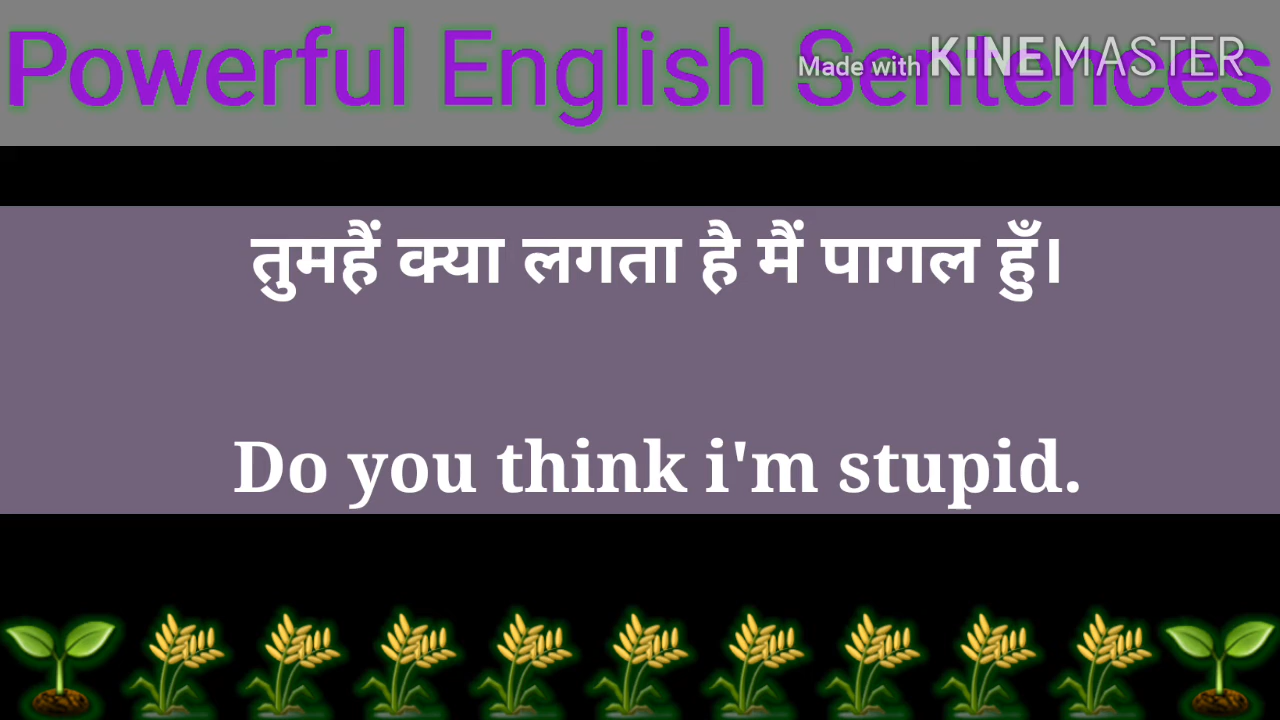 Powerful English Sentences
Made with KINEMASTER
तुमहैं क्या लगता है मैं पागल हुँ।
Do you think i'm stupid.